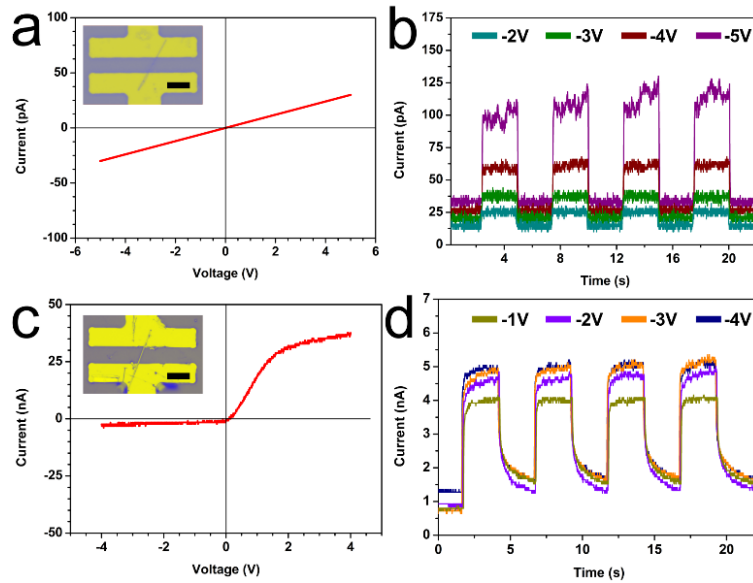 a
100
50
0
-50
-100
Current (pA)
-6 -4 -2 0 2 4 6
Voltage (V)
b
-2V -3V -4V -5V
175
150
125
100
75
50
25
0
Current (pA)
4 8 12 16 20
Time (s)
c
50
25
0
-25
-50
Current (nA)
-4 -2 0 2 4
Voltage (V)
d
-1V -2V -3V -4V
7
6
5
4
3
2
1
0
Current (nA)
0 5 10 15 20
Time (s)